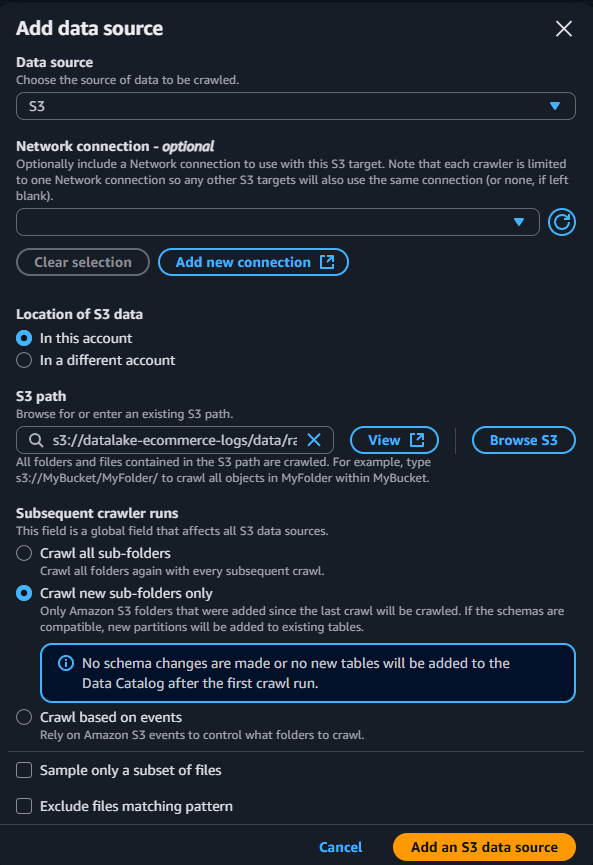 Add data source
Data source
Choose the source of data to be crawled.
S3
Network connection - optional
Optionally include a Network connection to use with this S3 target. Note that each crawler is limited
to one Network connection so any other S3 targets will also use the same connection (or none, if left
blank).
Clear selection
Add new connection
Location of S3 data
In this account
In a different account
S3 path
Browse for or enter an existing S3 path.
s3://datalake-ecommerce-logs/data/ra
View
Browse S3
All folders and files contained in the S3 path are crawled. For example, type
s3://MyBucket/MyFolder/ to crawl all objects in MyFolder within MyBucket.
Subsequent crawler runs
This field is a global field that affects all S3 data sources.
Crawl all sub-folders
Crawl all folders again with every subsequent crawl.
Crawl new sub-folders only
Only Amazon S3 folders that were added since the last crawl will be crawled. If the schemas are
compatible, new partitions will be added to existing tables.
No schema changes are made or no new tables will be added to the
Data Catalog after the first crawl run.
Crawl based on events
Rely on Amazon S3 events to control what folders to crawl.
Sample only a subset of files
Exclude files matching pattern
Cancel
Add an S3 data source